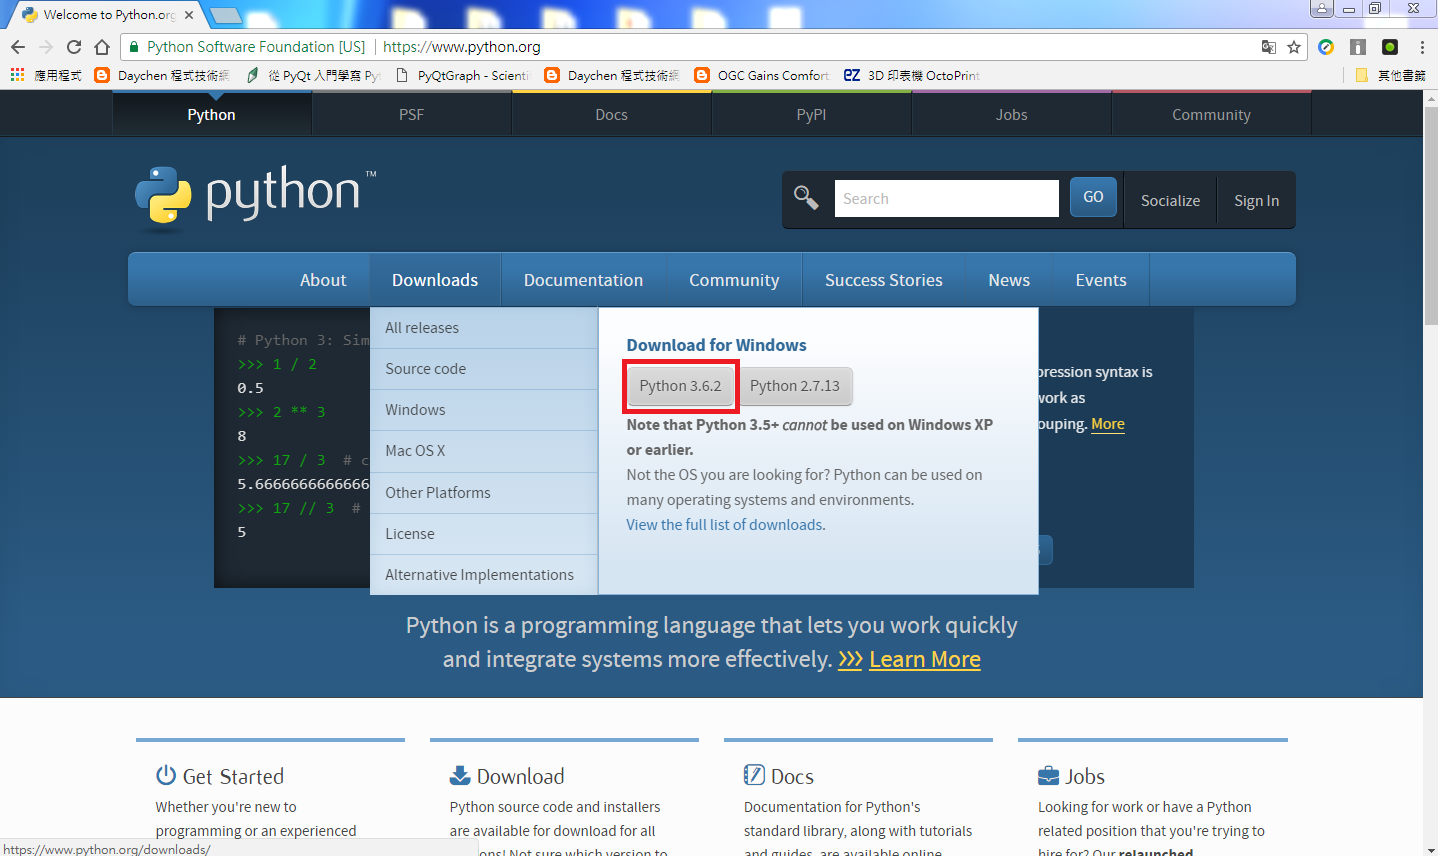 Welcome to Python.org
Python Software Foundation [US] | https://www.python.org
應用程式
Daychen 程式技術
從 PyQt 入門學寫 Py
PyQtGraph - Scienti
Daychen 程式技術
OGC Gains Comfort
3D 印表機 OctoPrint
其他書籤
Python
PSF
Docs
PyPI
Jobs
Community
python™
Search
GO
Socialize
Sign In
About
Downloads
Documentation
Community
Success Stories
News
Events
# Python 3: Sim
>>> 1 / 2
0.5
>>> 2 ** 3
8
>>> 17 / 3 # c
5.6666666666666
>>> 17 // 3 #
5
All releases
Source code
Windows
Mac OS X
Other Platforms
License
Alternative Implementations
Download for Windows
Python 3.6.2
Python 2.7.13
Note that Python 3.5+ cannot be used on Windows XP
or earlier.
Not the OS you are looking for? Python can be used on
many operating systems and environments.
View the full list of downloads.
pression syntax is
work as
ouping. More
Python is a programming language that lets you work quickly
and integrate systems more effectively. >>> Learn More
Get Started
Whether you're new to
programming or an experienced
Download
Python source code and installers
are available for download for all
ons! Not sure which version to
Docs
Documentation for Python's
standard library, along with tutorials
and guides, are available online.
Jobs
Looking for work or have a Python
related position that you're trying to
hire for? Our relaunched
https://www.python.org/downloads/